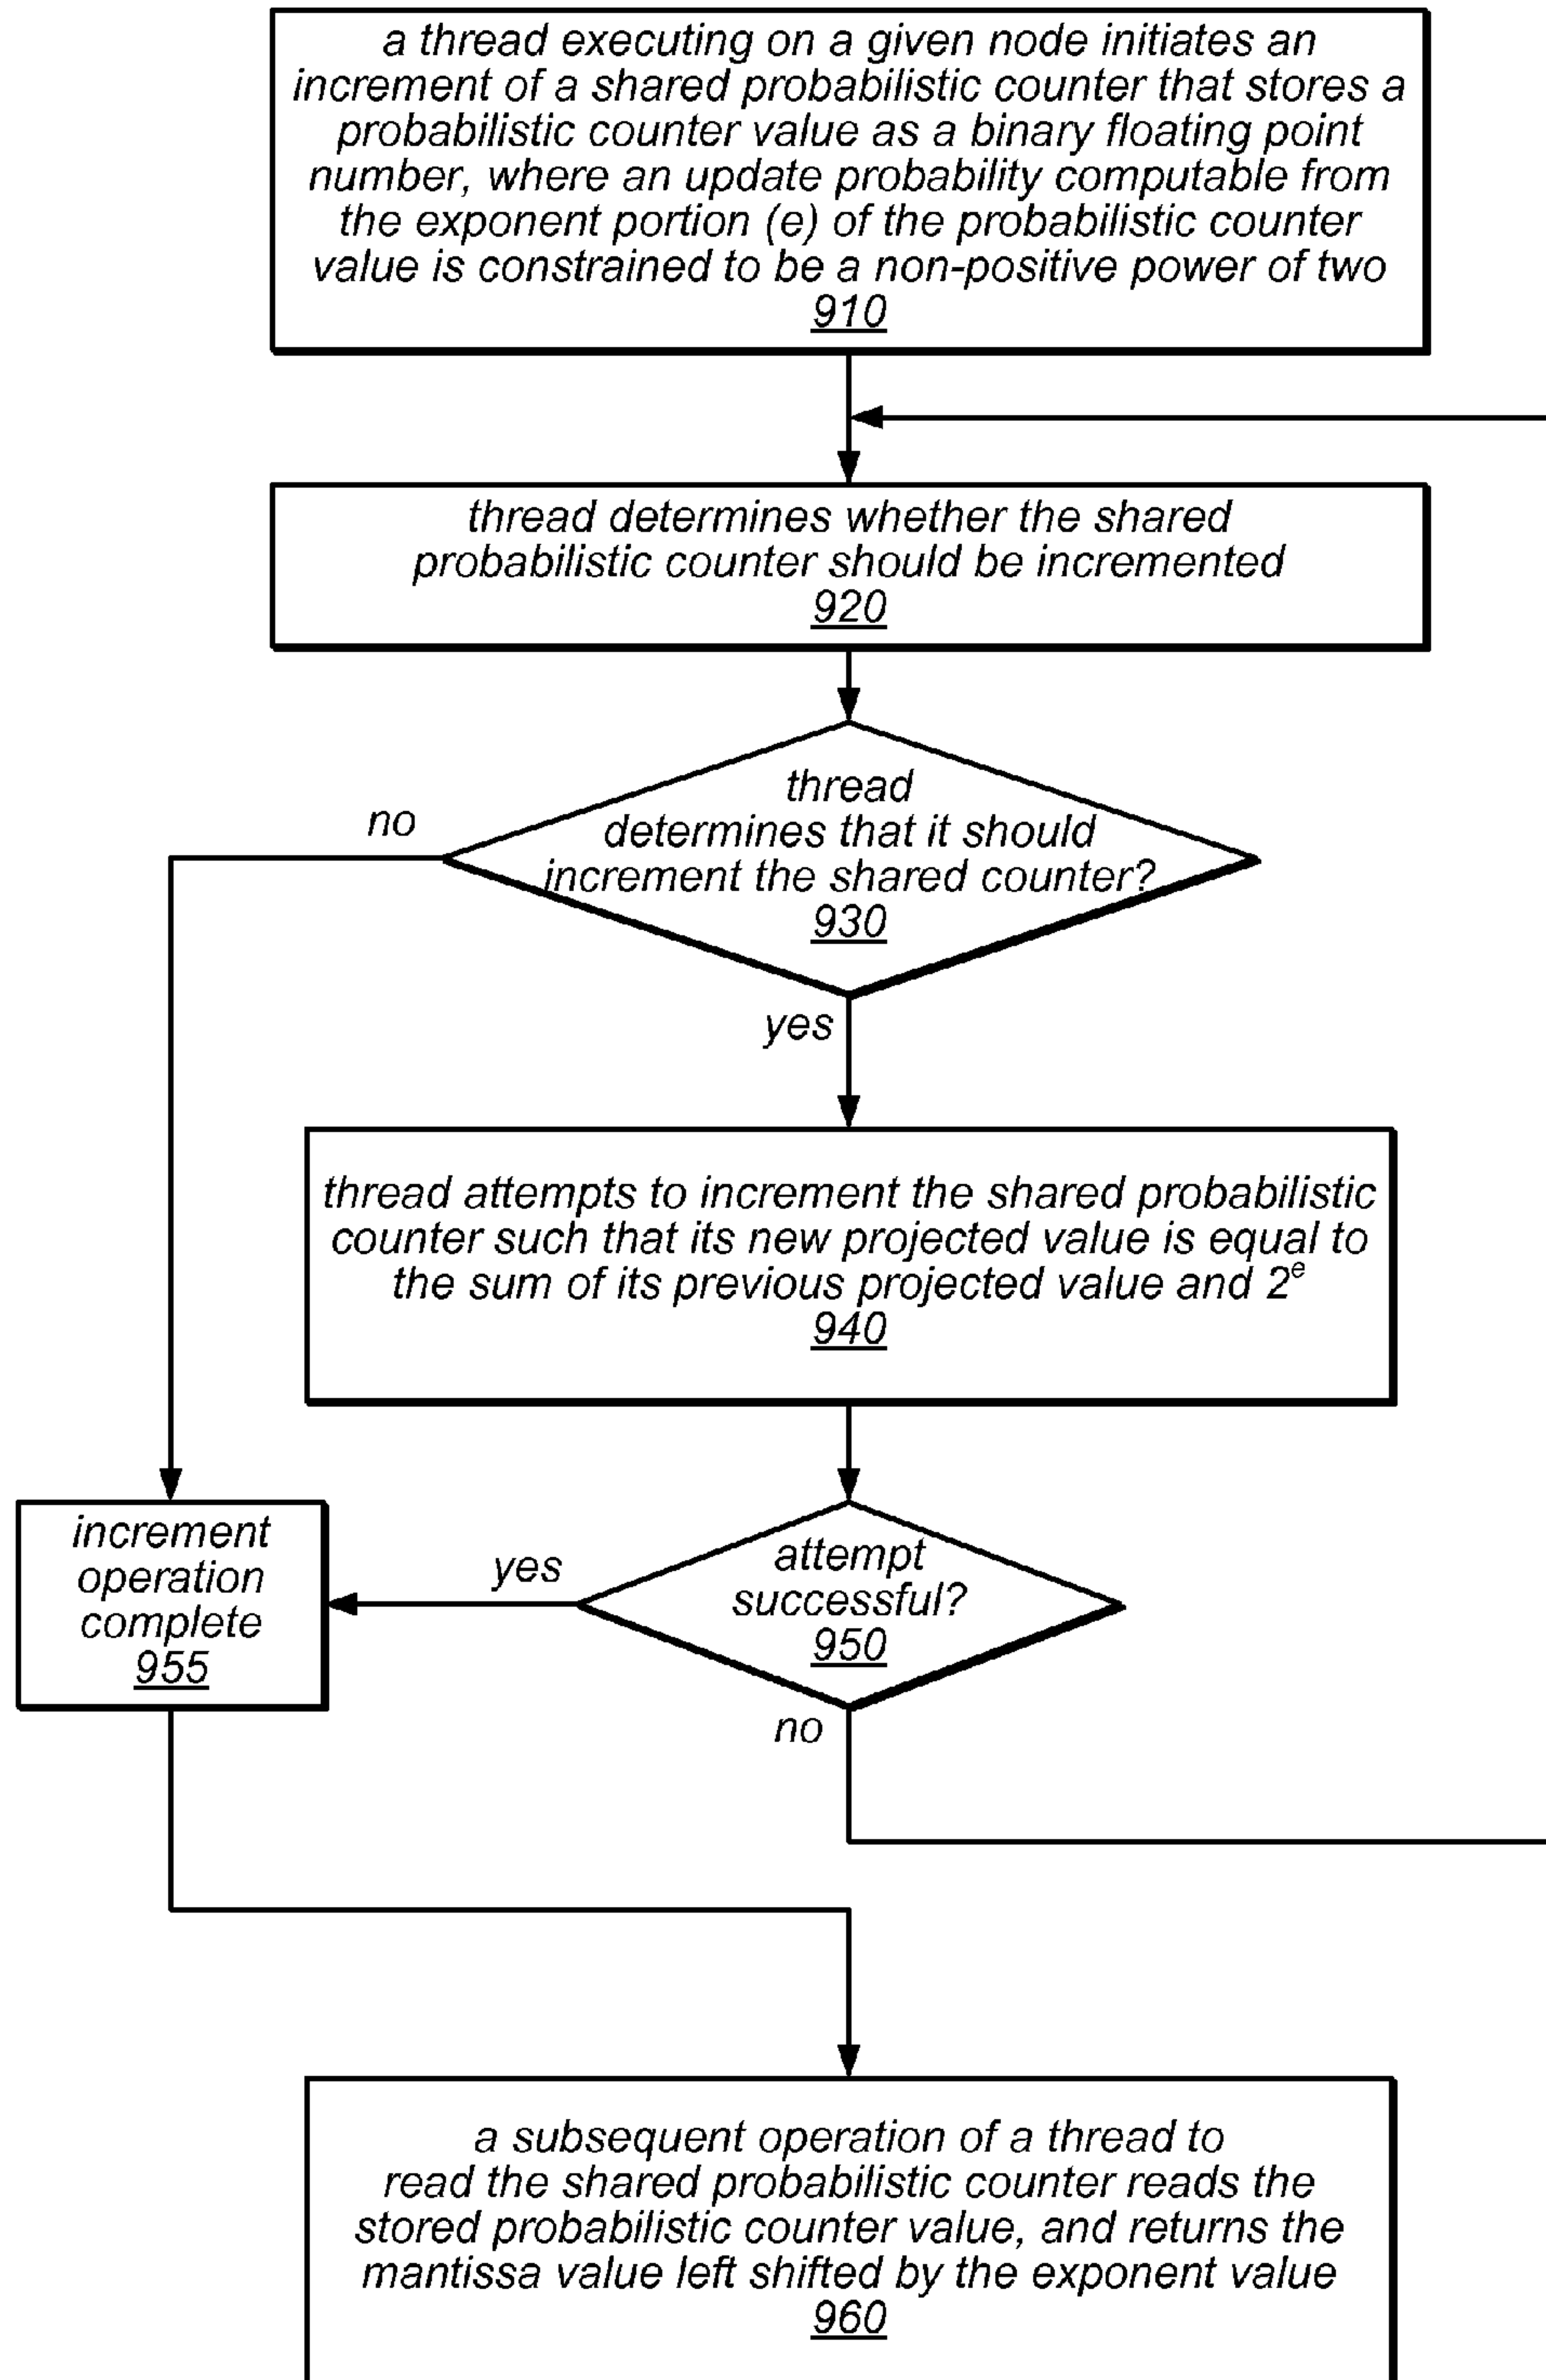 a thread executing on a given node initiates an
increment of a shared probabilistic counter that stores a
probabilistic counter value as a binary floating point
number, where an update probability computable from
the exponent portion (e) of the probabilistic counter
value is constrained to be a non-positive power of two
910
thread determines whether the shared
probabilistic counter should be incremented
920
thread
determines that it should
increment the shared counter?
930
no
yes
thread attempts to increment the shared probabilistic
counter such that its new projected value is equal to
the sum of its previous projected value and 2^e
940
increment
operation
complete
955
yes
attempt
successful?
950
no
a subsequent operation of a thread to
read the shared probabilistic counter reads the
stored probabilistic counter value, and returns the
mantissa value left shifted by the exponent value
960